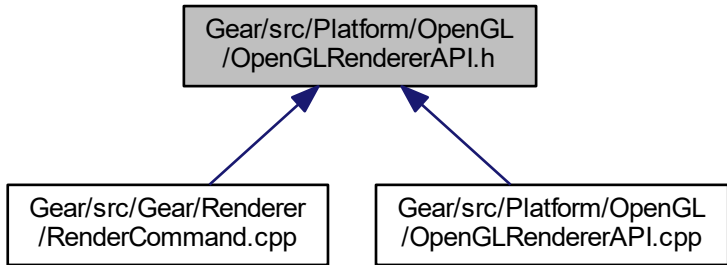 Gear/src/Platform/OpenGL
/OpenGLRendererAPI.h
Gear/src/Gear/Renderer
/RenderCommand.cpp
Gear/src/Platform/OpenGL
/OpenGLRendererAPI.cpp